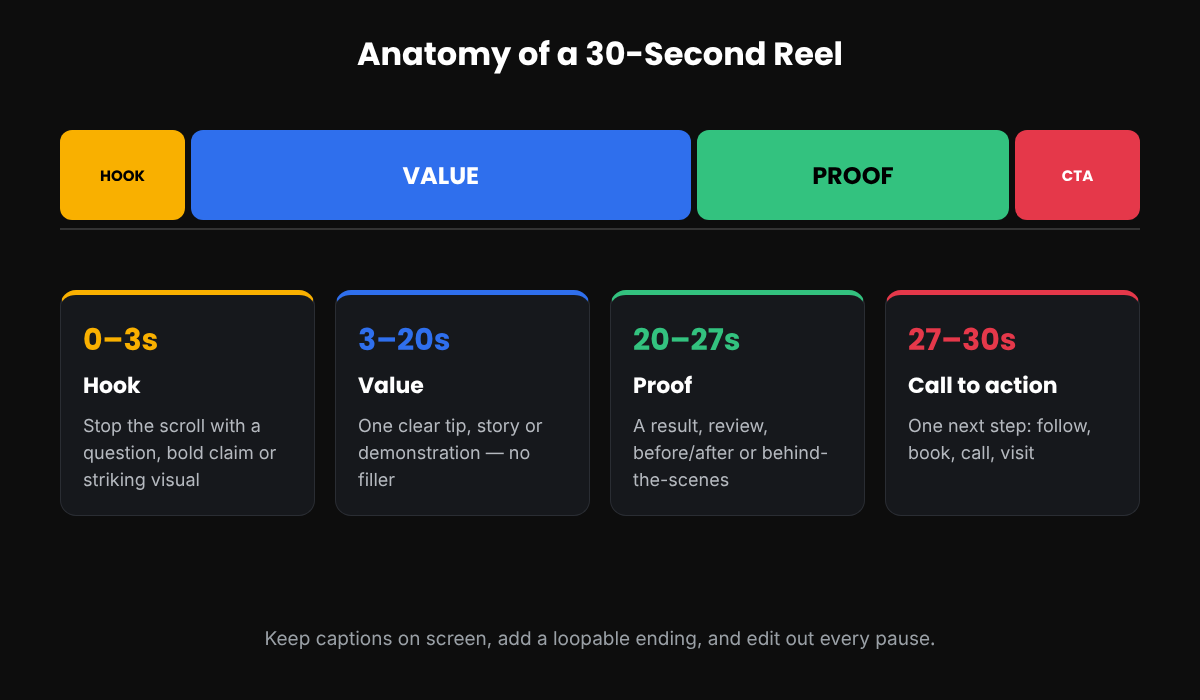 Anatomy of a 30-Second Reel
HOOK
VALUE
PROOF
CTA
0–3s
Hook
Stop the scroll with a
question, bold claim or
striking visual
3–20s
Value
One clear tip, story or
demonstration — no
filler
20–27s
Proof
A result, review,
before/after or behind-
the-scenes
27–30s
Call to action
One next step: follow,
book, call, visit
Keep captions on screen, add a loopable ending, and edit out every pause.